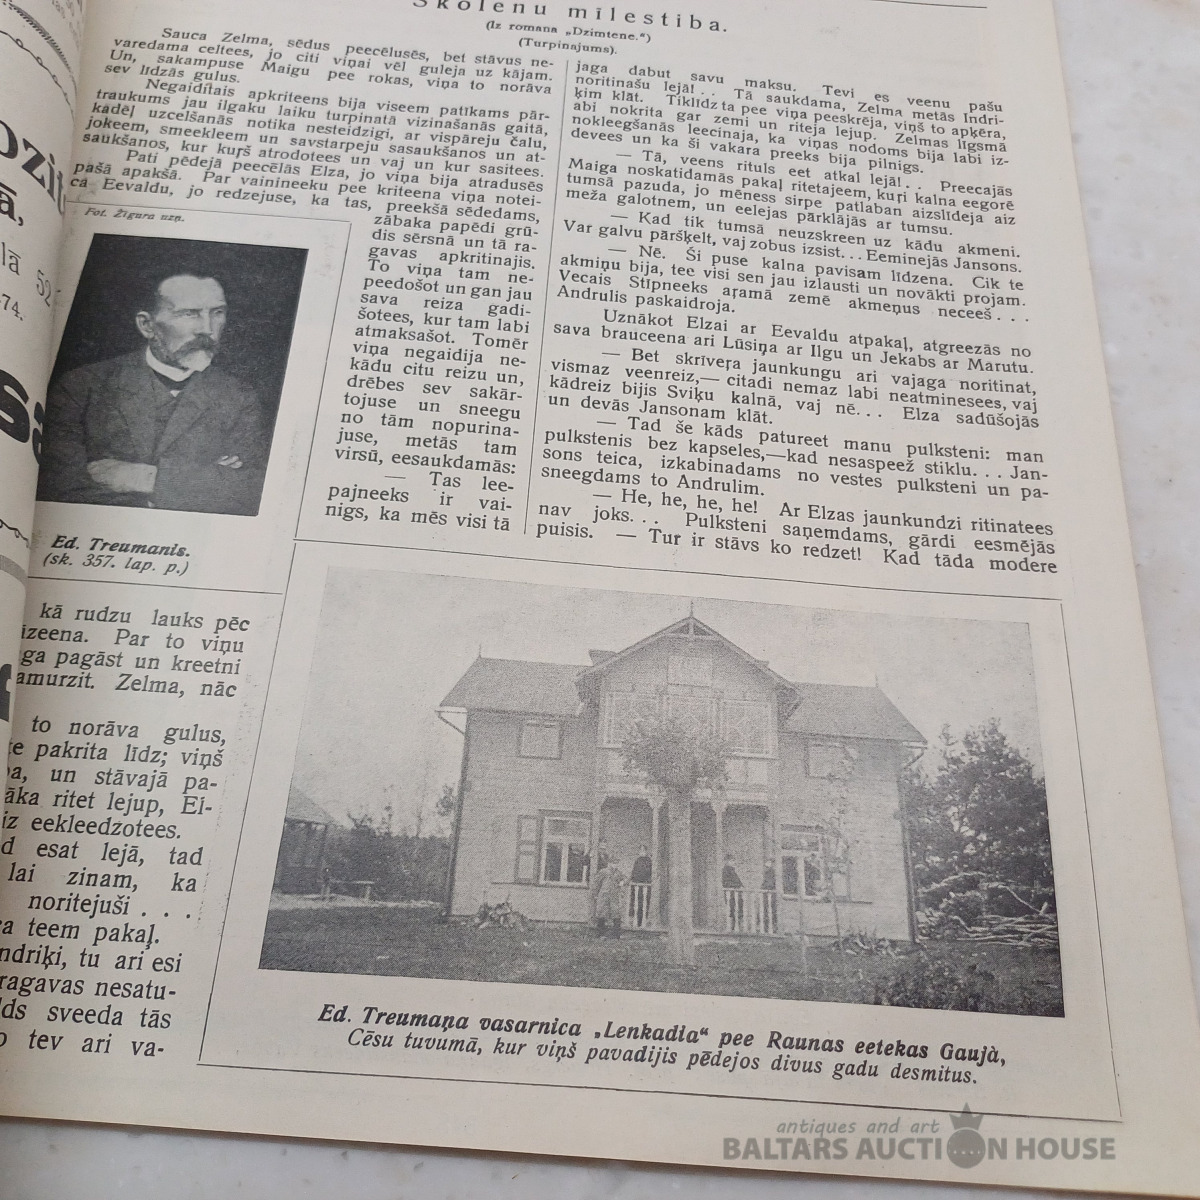 Skolenu mīlestiba.
(Iz romana „Dzimtene.“)
(Turpinajums).
Sauca Zelma, sēdus peecēlusēs, bet stāvus ne-
varedama celtees, jo citi viņai vēl guleja uz kājam.
Un, sakampuse Maigu pee rokas, viņa to norāva
sev līdzās gulus.
Negaidītais apkriteens bija viseem patīkams pār-
traukums jau ilgaku laiku turpinatā vizinašanās gaitā,
kādēļ uzcelšanās notika nesteidzigi, ar vispāreju čalu,
jokeem, smeekleem un savstarpeju sasaukšanos un at-
saukšanos, kur kuŗš atrodotees un vaj un kur sasitees.
Pati pēdejā peecēlās Elza, jo viņa bija atradusēs
pašā apakšā. Par vainineeku pee kriteena viņa notei-
ca Eevaldu, jo redzejuse, ka tas, preekšā sēdedams,
zābaka papēdi grū-
dis sērsnā un tā ra-
gavas apkritinajis.
To viņa tam ne-
peedošot un gan jau
sava reiza gadi-
šotees, kur tam labi
atmaksašot. Tomēr
viņa negaidija ne-
kādu citu reizu un,
drēbes sev sakār-
tojuse un sneegu
no tām nopurina-
juse, metās tam
virsū, eesaukdamās:
— Tas lee-
pajneeks ir vai-
nigs, ka mēs visi tā
jaga dabut savu maksu. Tevi es veenu pašu
noritinašu lejā! . . Tā saukdama, Zelma metās Indri-
ķim klāt. Tiklīdz ta pee viņa peeskrēja, viņš to apķēra,
abi nokrita gar zemi un riteja lejup. Zelmas līgsmā
nokleegšanās leecinaja, ka viņas nodoms bija labi iz-
devees un ka ši vakara preeks bija pilnigs.
— Tā, veens rituls eet atkal lejā! . . Preecajās
Maiga noskatidamās pakaļ ritetajeem, kuŗi kalna eegorē
tumsā pazuda, jo mēness sirpe patlaban aizslīdeja aiz
meža galotnem, un eelejas pārklājās ar tumsu.
— Kad tik tumsā neuzskreen uz kādu akmeni.
Var galvu pāršķelt, vaj zobus izsist. . . Eeminejās Jansons.
— Nē. Ši puse kalna pavisam līdzena. Cik te
akmiņu bija, tee visi sen jau izlausti un novākti projam.
Vecais Stīpneeks aŗamā zemē akmeņus neceeš . . .
Andrulis paskaidroja.
Uznākot Elzai ar Eevaldu atpakaļ, atgreezās no
sava brauceena ari Lūsiņa ar Ilgu un Jekabs ar Marutu.
— Bet skrīveŗa jaunkungu ari vajaga noritinat,
vismaz veenreiz,— citadi nemaz labi neatminesees, vaj
kādreiz bijis Sviķu kalnā, vaj nē. . . Elza sadūšojās
un devās Jansonam klāt.
— Tad še kāds patureet manu pulksteni: man
pulkstenis bez kapseles,—kad nesaspeež stiklu. . . Jan-
sons teica, izkabinadams no vestes pulksteni un pa-
sneegdams to Andrulim.
— He, he, he, he! Ar Elzas jaunkundzi ritinatees
nav joks. . . Pulksteni saņemdams, gārdi eesmējās
puisis. — Tur ir stāvs ko redzet! Kad tāda modere
Fot. Žīgura uzņ.
Ed. Treumanis.
(sk. 357. lap. p.)
kā rudzu lauks pēc
izeena. Par to viņu
ga pagāst un kreetni
amurzit. Zelma, nāc
to norāva gulus,
te pakrita līdz; viņš
a, un stāvajā pa-
āka ritet lejup, El-
iz eekleedzotees.
d esat lejā, tad
lai zinam, ka
noritejuši . . .
a teem pakaļ.
ndriķi, tu ari esi
ragavas nesatu-
lds sveeda tās
o tev ari va-
Ed. Treumaņa vasarnica „Lenkadia“ pee Raunas eetekas Gaujā,
Cēsu tuvumā, kur viņš pavadijis pēdejos divus gadu desmitus.
antiques and art
BALTARS AUCTION HOUSE